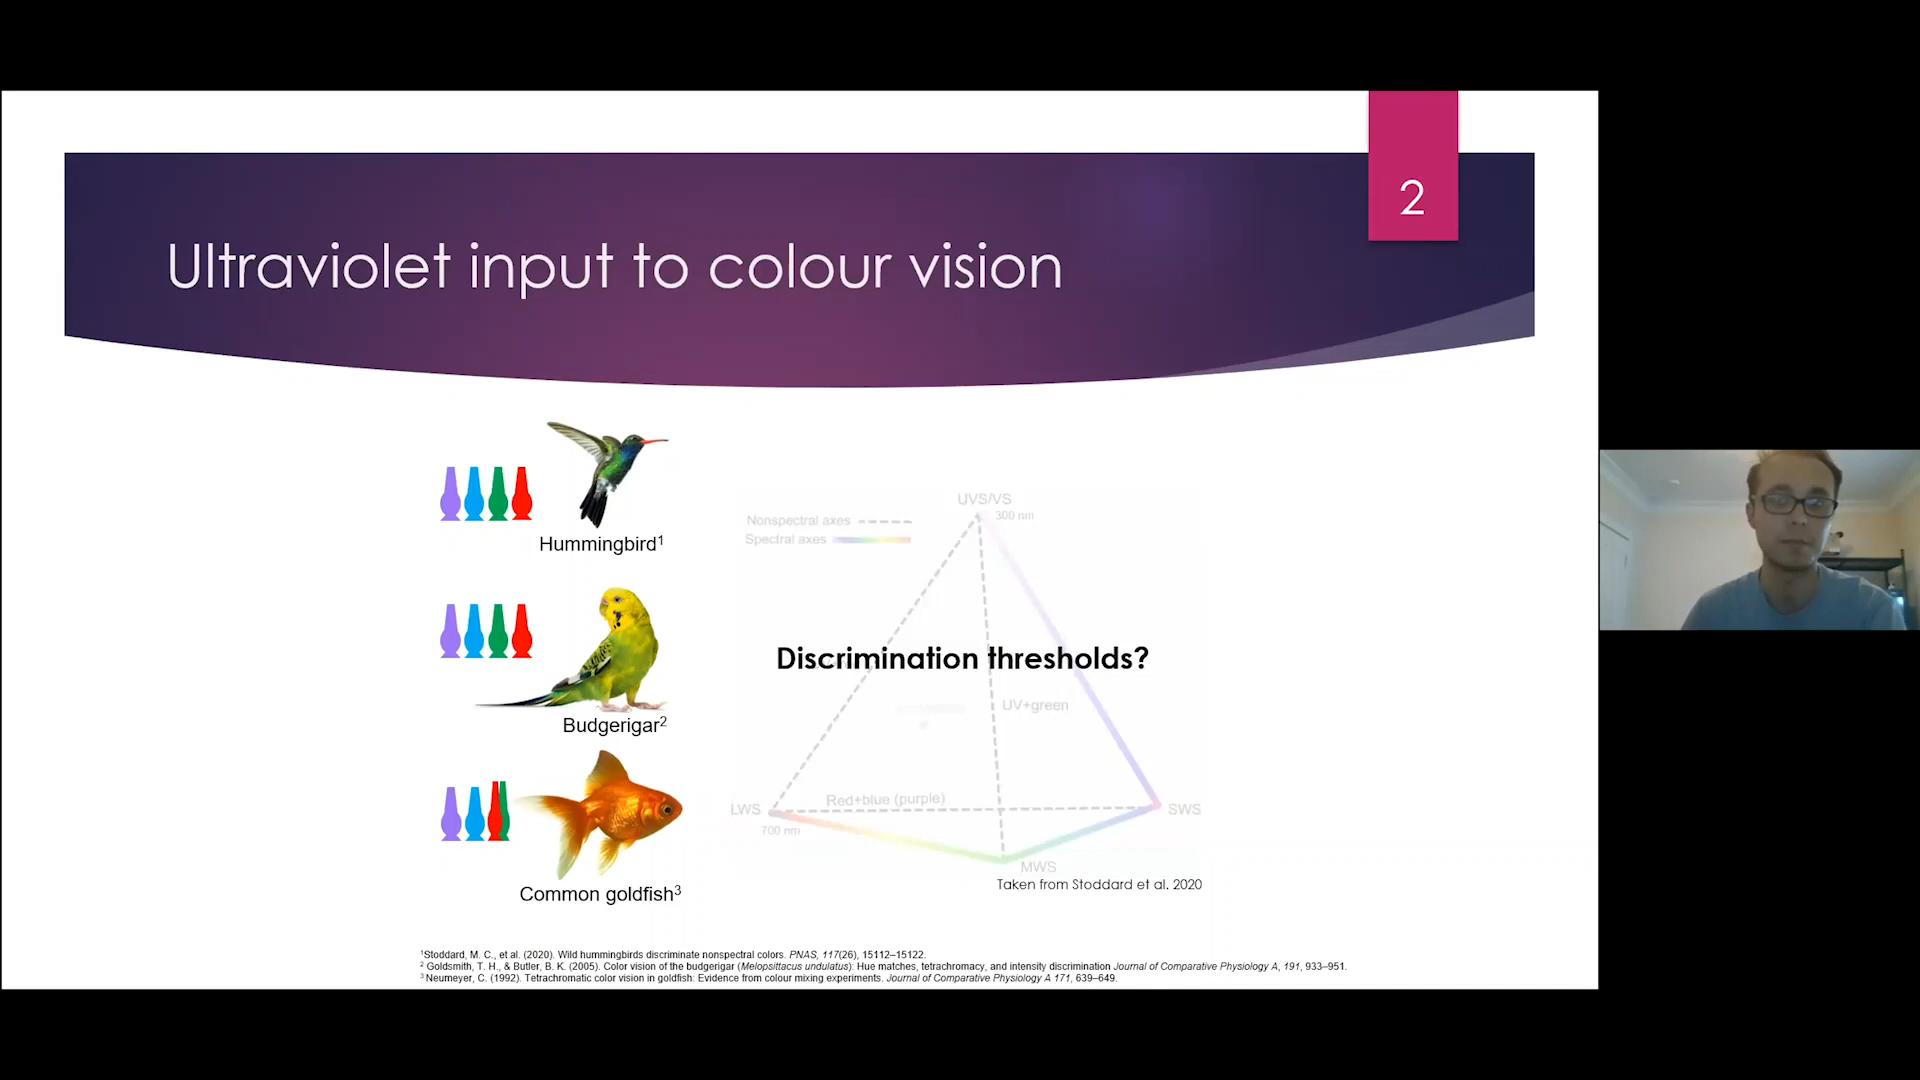 2
Ultraviolet input to colour vision
Hummingbird¹
Budgerigar²
Common goldfish³
Nonspectral axes
Spectral axes
UVS/VS
300 nm
Discrimination thresholds?
UV+green
Red+blue (purple)
LWS
700 nm
SWS
MWS
Taken from Stoddard et al. 2020
¹Stoddard, M. C., et al. (2020). Wild hummingbirds discriminate nonspectral colors. PNAS, 117(26), 15112–15122.
² Goldsmith, T. H., & Butler, B. K. (2005). Color vision of the budgerigar (Melopsittacus undulatus): Hue matches, tetrachromacy, and intensity discrimination Journal of Comparative Physiology A, 191, 933–951.
³ Neumeyer, C. (1992). Tetrachromatic color vision in goldfish: Evidence from colour mixing experiments. Journal of Comparative Physiology A 171, 639–649.